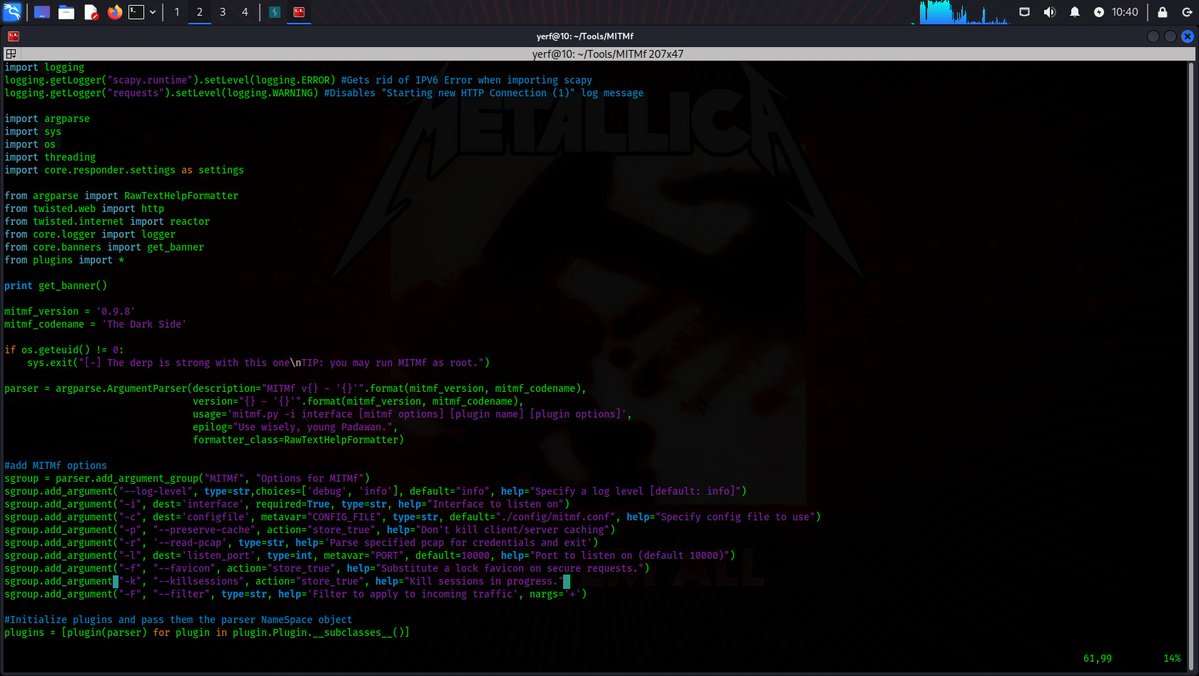 1 2 3 4 10:40
yerf@10: ~/Tools/MITMf
yerf@10: ~/Tools/MITMf 207x47
import logging
logging.getLogger("scapy.runtime").setLevel(logging.ERROR) #Gets rid of IPV6 Error when importing scapy
logging.getLogger("requests").setLevel(logging.WARNING) #Disables "Starting new HTTP Connection (1)" log message
import argparse
import sys
import os
import threading
import core.responder.settings as settings
from argparse import RawTextHelpFormatter
from twisted.web import http
from twisted.internet import reactor
from core.logger import logger
from core.banners import get_banner
from plugins import *
print get_banner()
mitmf_version = '0.9.8'
mitmf_codename = 'The Dark Side'
if os.geteuid() != 0:
    sys.exit("[-] The derp is strong with this one\nTIP: you may run MITMf as root.")
parser = argparse.ArgumentParser(description="MITMf v{} - '{}'".format(mitmf_version, mitmf_codename),
                                 version="{} - '{}'".format(mitmf_version, mitmf_codename),
                                 usage='mitmf.py -i interface [mitmf options] [plugin name] [plugin options]',
                                 epilog="Use wisely, young Padawan.",
                                 formatter_class=RawTextHelpFormatter)
#add MITMf options
sgroup = parser.add_argument_group("MITMf", "Options for MITMf")
sgroup.add_argument("--log-level", type=str,choices=['debug', 'info'], default="info", help="Specify a log level [default: info]")
sgroup.add_argument("-i", dest='interface', required=True, type=str, help="Interface to listen on")
sgroup.add_argument("-c", dest='configfile', metavar="CONFIG_FILE", type=str, default="./config/mitmf.conf", help="Specify config file to use")
sgroup.add_argument("-p", "--preserve-cache", action="store_true", help="Don't kill client/server caching")
sgroup.add_argument("-r", '--read-pcap', type=str, help='Parse specified pcap for credentials and exit')
sgroup.add_argument("-l", dest='listen_port', type=int, metavar="PORT", default=10000, help="Port to listen on (default 10000)")
sgroup.add_argument("-f", "--favicon", action="store_true", help="Substitute a lock favicon on secure requests.")
sgroup.add_argument("-k", "--killsessions", action="store_true", help="Kill sessions in progress.")
sgroup.add_argument("-F", "--filter", type=str, help='Filter to apply to incoming traffic', nargs='+')
#Initialize plugins and pass them the parser NameSpace object
plugins = [plugin(parser) for plugin in plugin.Plugin.__subclasses__()]
61,99 14%
METALLICA
ALL